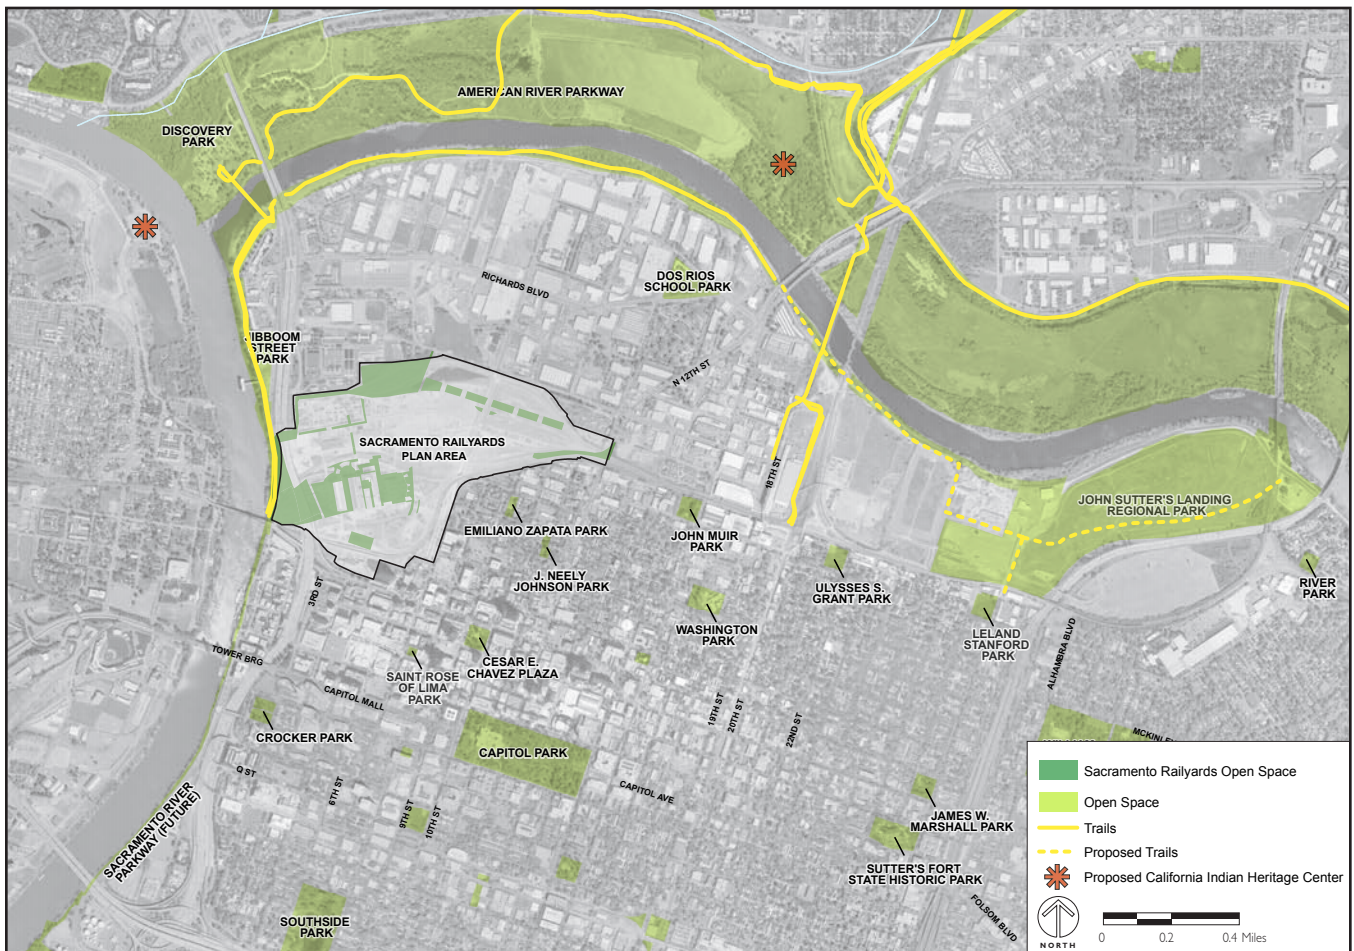 AMERICAN RIVER PARKWAY
DISCOVERY
PARK
DOS RIOS
SCHOOL PARK
RICHARDS BLVD
JIBBOOM
STREET
PARK
N 12TH ST
SACRAMENTO RAILYARDS
PLAN AREA
18TH ST
JOHN SUTTER'S LANDING
REGIONAL PARK
EMILIANO ZAPATA PARK
JOHN MUIR
PARK
J. NEELY
JOHNSON PARK
ULYSSES S.
GRANT PARK
RIVER
PARK
3RD ST
WASHINGTON
PARK
LELAND
STANFORD
PARK
ALHAMBRA BLVD
TOWER BRG
CESAR E.
CHAVEZ PLAZA
SAINT ROSE
OF LIMA
PARK
CAPITOL MALL
19TH ST
20TH ST
22ND ST
CROCKER PARK
CAPITOL PARK
Q ST
6TH ST
9TH ST
10TH ST
CAPITOL AVE
SACRAMENTO RIVER
PARKWAY (FUTURE)
JAMES W.
MARSHALL PARK
SUTTER'S FORT
STATE HISTORIC PARK
FOLSOM BLVD
SOUTHSIDE
PARK
Sacramento Railyards Open Space
Open Space
Trails
Proposed Trails
Proposed California Indian Heritage Center
NORTH
0 0.2 0.4 Miles